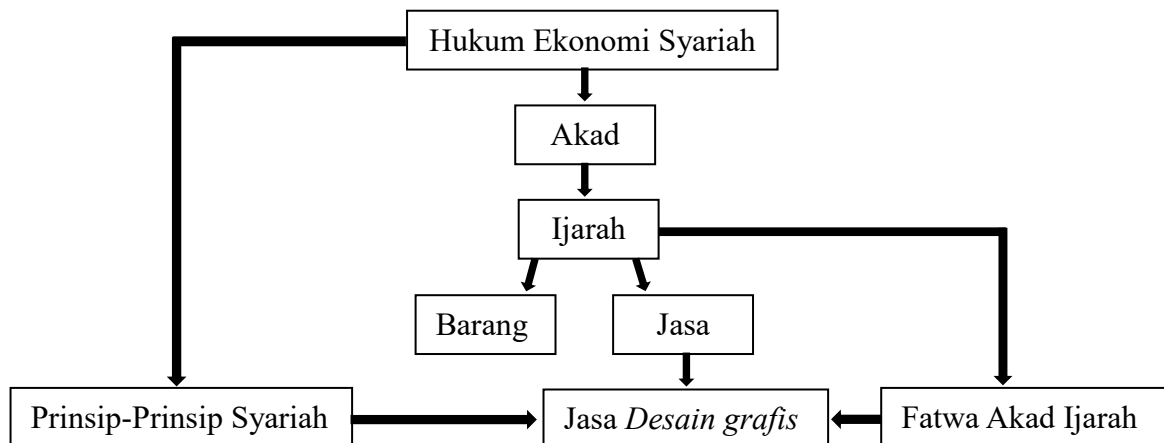 Hukum Ekonomi Syariah
Akad
Ijarah
Barang
Jasa
Prinsip-Prinsip Syariah
Jasa Desain grafis
Fatwa Akad Ijarah